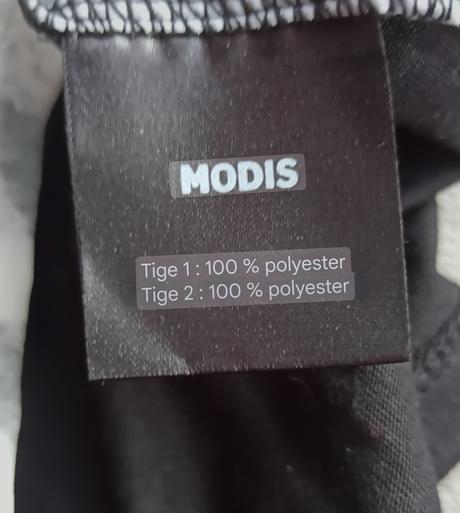 MODIS
Tige 1 : 100 % polyester
Tige 2 : 100 % polyester